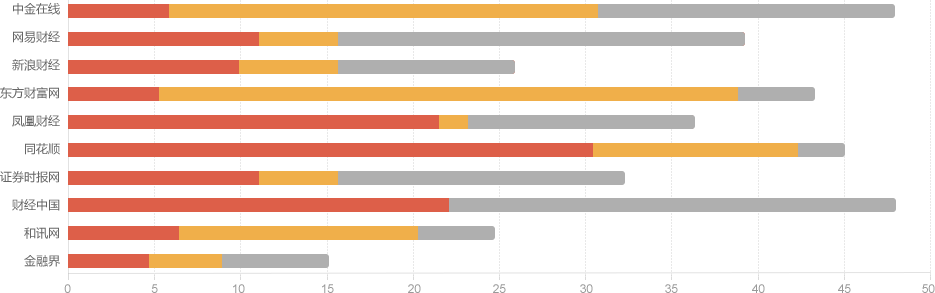 中金在线
网易财经
新浪财经
东方财富网
凤凰财经
同花顺
证券时报网
财经中国
和讯网
金融界
0 5 10 15 20 25 30 35 40 45 50